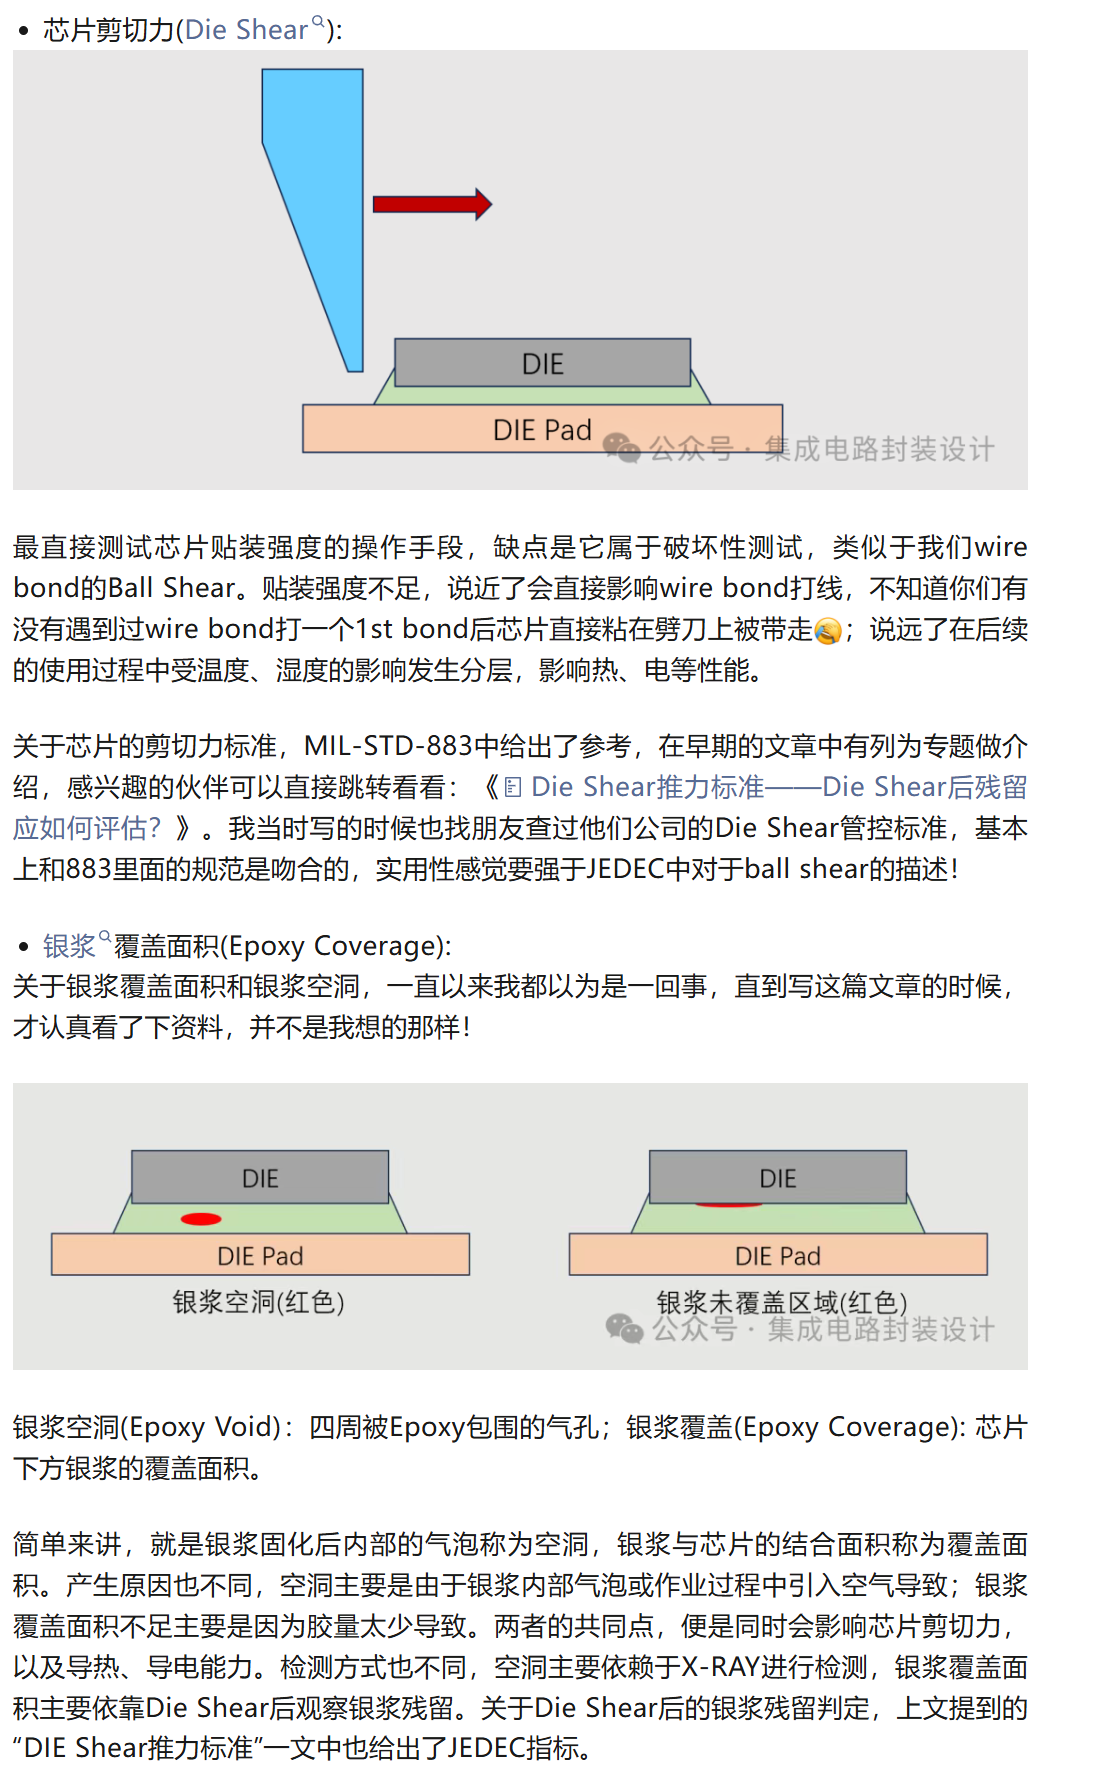 • 芯片剪切力(Die Shear):
DIE
DIE Pad
公众号 · 集成电路封装设计
最直接测试芯片贴装强度的操作手段，缺点是它属于破坏性测试，类似于我们wire
bond的Ball Shear。贴装强度不足，说近了会直接影响wire bond打线，不知道你们有
没有遇到过wire bond打一个1st bond后芯片直接粘在劈刀上被带走🤣；说远了在后续
的使用过程中受温度、湿度的影响发生分层，影响热、电等性能。
关于芯片的剪切力标准，MIL-STD-883中给出了参考，在早期的文章中有列为专题做介
绍，感兴趣的伙伴可以直接跳转看看：《Die Shear推力标准——Die Shear后残留
应如何评估？》。我当时写的时候也找朋友查过他们公司的Die Shear管控标准，基本
上和883里面的规范是吻合的，实用性感觉要强于JEDEC中对于ball shear的描述！
• 银浆覆盖面积(Epoxy Coverage):
关于银浆覆盖面积和银浆空洞，一直以来我都以为是一回事，直到写这篇文章的时候，
才认真看了下资料，并不是我想的那样！
DIE
DIE Pad
银浆空洞(红色)
DIE
DIE Pad
银浆未覆盖区域(红色)
公众号 · 集成电路封装设计
银浆空洞(Epoxy Void)：四周被Epoxy包围的气孔；银浆覆盖(Epoxy Coverage): 芯片
下方银浆的覆盖面积。
简单来讲，就是银浆固化后内部的气泡称为空洞，银浆与芯片的结合面积称为覆盖面
积。产生原因也不同，空洞主要是由于银浆内部气泡或作业过程中引入空气导致；银浆
覆盖面积不足主要是因为胶量太少导致。两者的共同点，便是同时会影响芯片剪切力，
以及导热、导电能力。检测方式也不同，空洞主要依赖于X-RAY进行检测，银浆覆盖面
积主要依靠Die Shear后观察银浆残留。关于Die Shear后的银浆残留判定，上文提到的
“DIE Shear推力标准”一文中也给出了JEDEC指标。